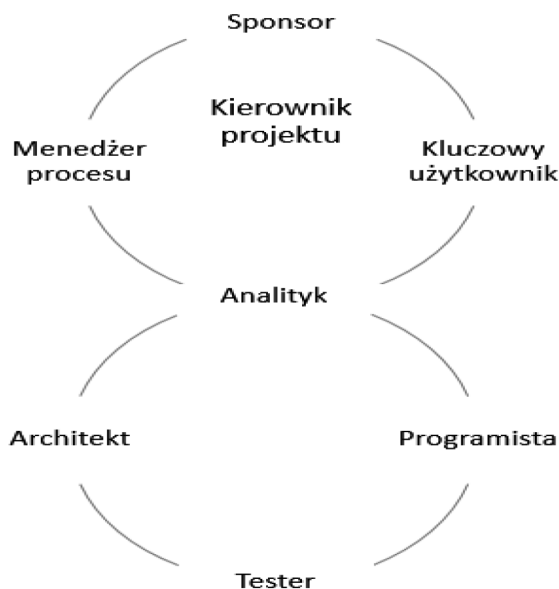 Sponsor
Kierownik
projektu
Menedżer
procesu
Kluczowy
użytkownik
Analityk
Architekt
Programista
Tester